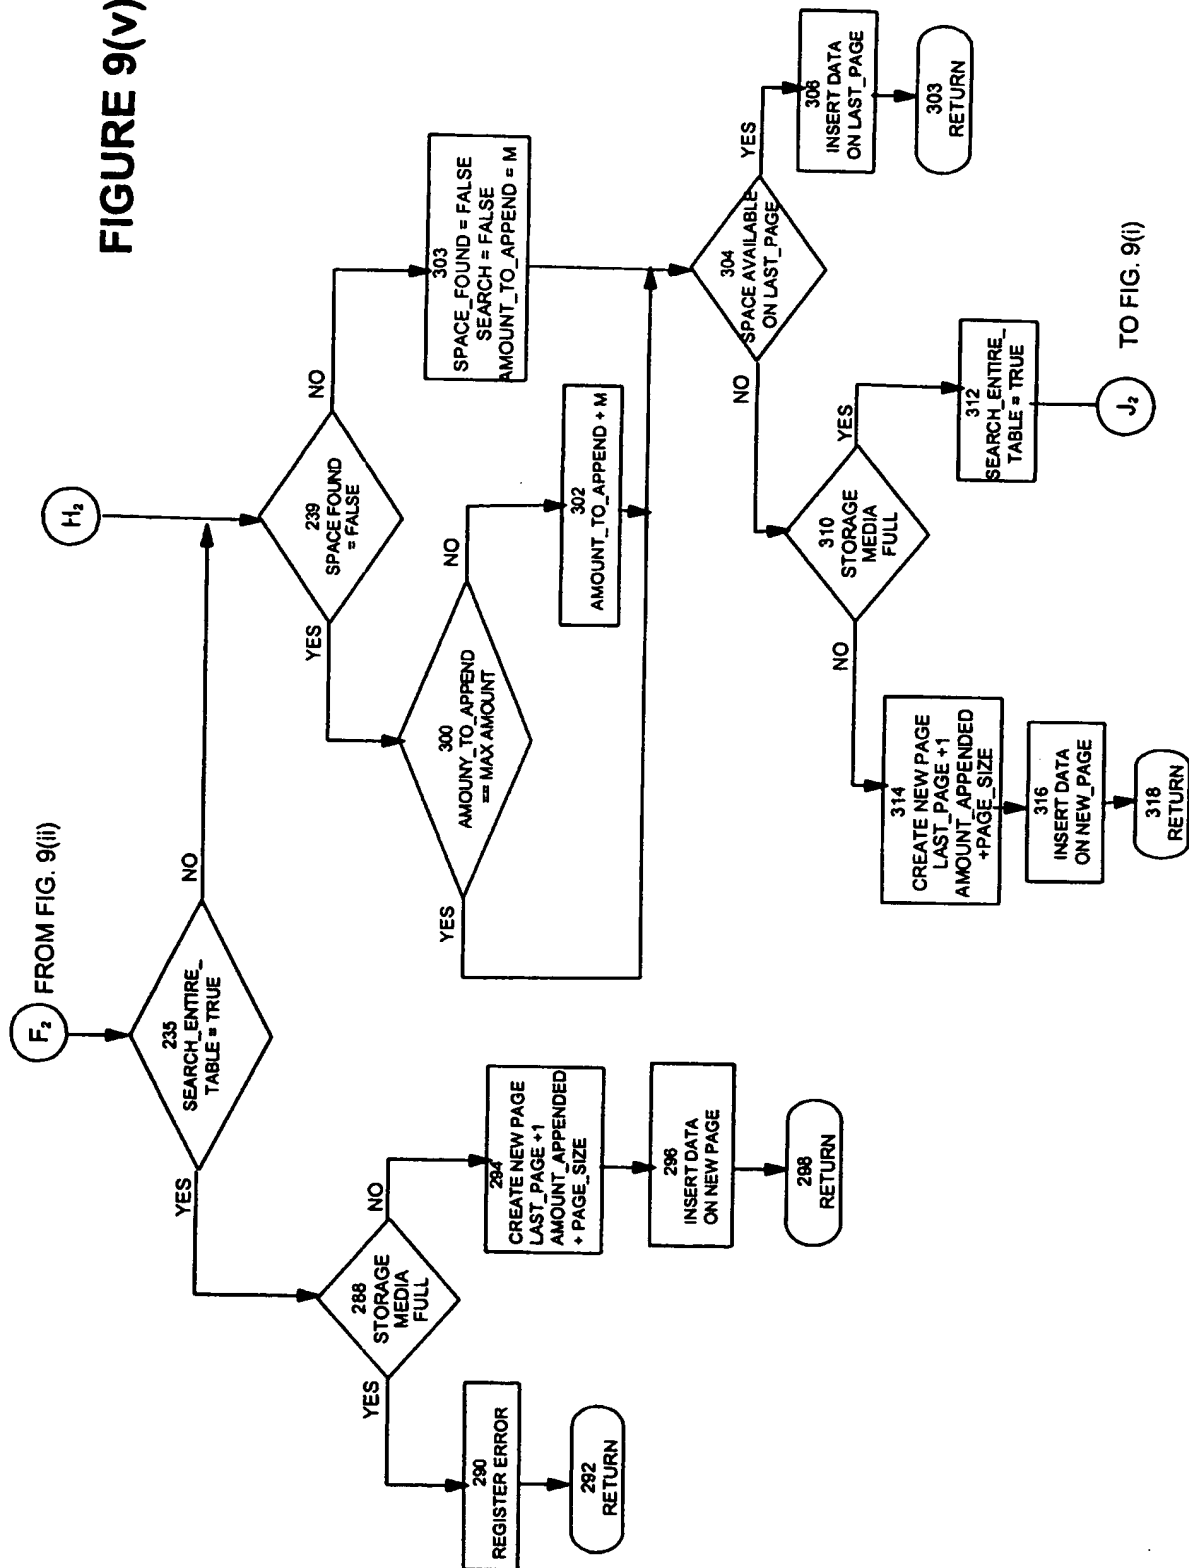 FIGURE 9(v)
F₂
FROM FIG. 9(ii)
235
SEARCH_ENTIRE_
TABLE = TRUE
YES
NO
H₂
288
STORAGE
MEDIA
FULL
YES
NO
290
REGISTER ERROR
292
RETURN
294
CREATE NEW PAGE
LAST_PAGE +1
AMOUNT_APPENDED
+ PAGE_SIZE
296
INSERT DATA
ON NEW PAGE
298
RETURN
239
SPACE FOUND
= FALSE
YES
NO
300
AMOUNY_TO_APPEND
== MAX AMOUNT
YES
NO
302
AMOUNT_TO_APPEND + M
303
SPACE_FOUND = FALSE
SEARCH = FALSE
AMOUNT_TO_APPEND = M
304
SPACE AVAILABLE
ON LAST_PAGE
YES
NO
306
INSERT DATA
ON LAST_PAGE
303
RETURN
310
STORAGE
MEDIA
FULL
YES
NO
312
SEARCH_ENTIRE_
TABLE = TRUE
J₂
TO FIG. 9(i)
314
CREATE NEW PAGE
LAST_PAGE +1
AMOUNT_APPENDED
+PAGE_SIZE
316
INSERT DATA
ON NEW_PAGE
318
RETURN